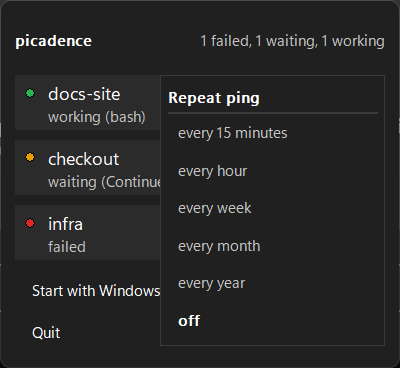 picadence
1 failed, 1 waiting, 1 working
docs-site
working (bash)
checkout
waiting (Continue
infra
failed
Start with Windows
Quit
Repeat ping
every 15 minutes
every hour
every week
every month
every year
off